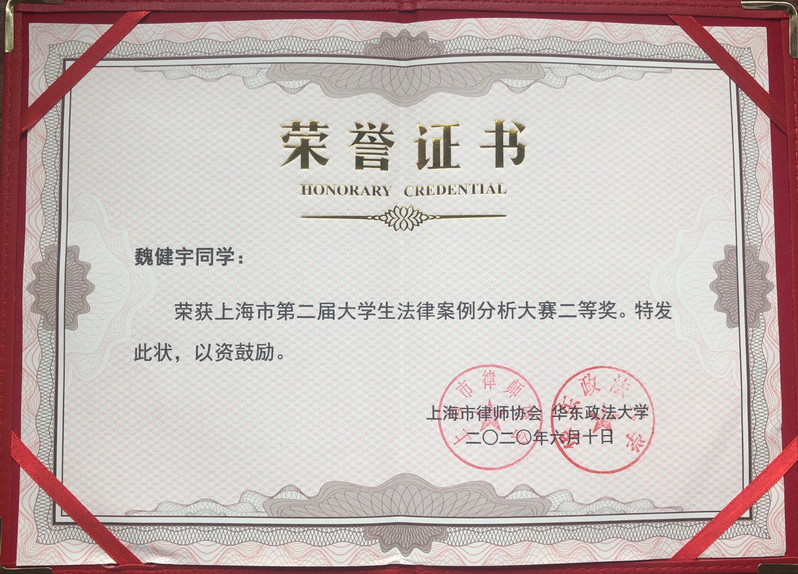 荣誉证书
HONORARY CREDENTIAL
魏健宇同学：
荣获上海市第二届大学生法律案例分析大赛二等奖。特发
此状，以资鼓励。
上海市律师协会 华东政法大学
二〇二〇年六月十日